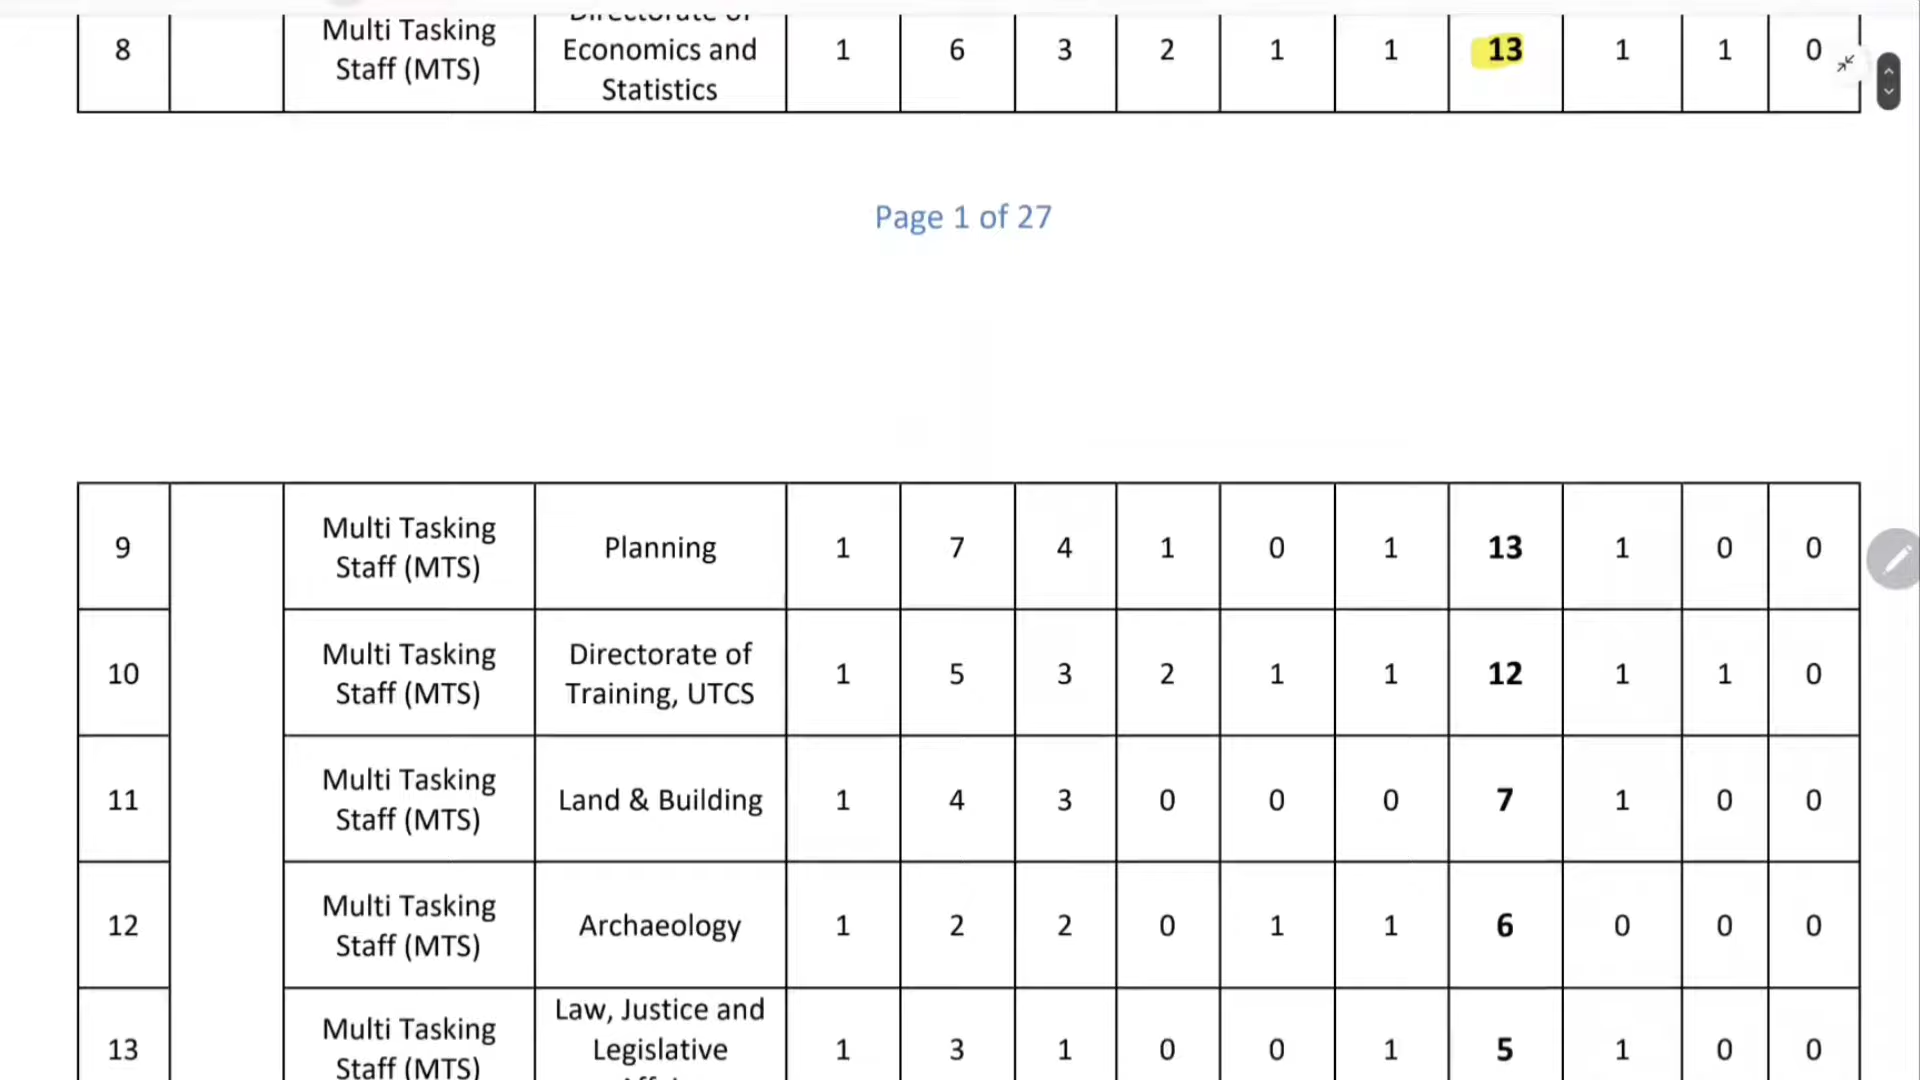 8 Multi Tasking Staff (MTS) Directorate of Economics and Statistics 1 6 3 2 1 1 13 1 1 0
Page 1 of 27
9 Multi Tasking Staff (MTS) Planning 1 7 4 1 0 1 13 1 0 0
10 Multi Tasking Staff (MTS) Directorate of Training, UTCS 1 5 3 2 1 1 12 1 1 0
11 Multi Tasking Staff (MTS) Land & Building 1 4 3 0 0 0 7 1 0 0
12 Multi Tasking Staff (MTS) Archaeology 1 2 2 0 1 1 6 0 0 0
13 Multi Tasking Staff (MTS) Law, Justice and Legislative 1 3 1 0 0 1 5 1 0 0